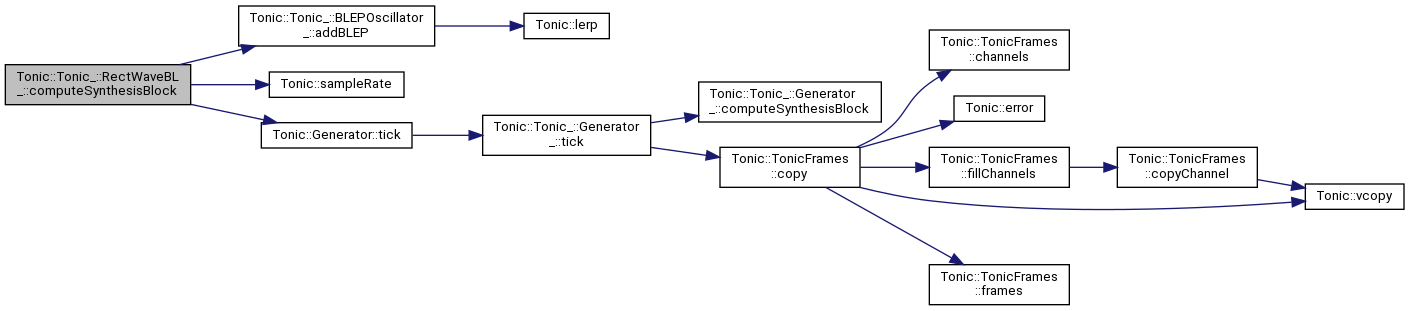 Tonic::Tonic_::RectWaveBL
_::computeSynthesisBlock
Tonic::Tonic_::BLEPOscillator
_::addBLEP
Tonic::lerp
Tonic::sampleRate
Tonic::Generator::tick
Tonic::Tonic_::Generator
_::tick
Tonic::Tonic_::Generator
_::computeSynthesisBlock
Tonic::TonicFrames
::copy
Tonic::TonicFrames
::channels
Tonic::error
Tonic::TonicFrames
::fillChannels
Tonic::TonicFrames
::copyChannel
Tonic::vcopy
Tonic::TonicFrames
::frames